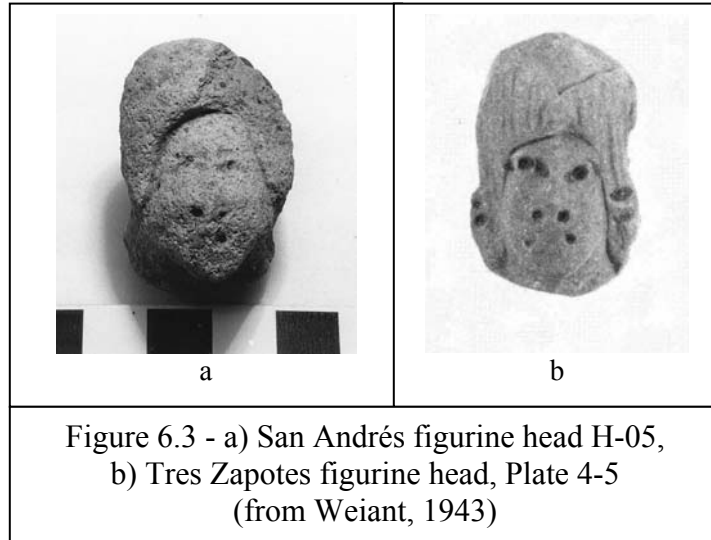 a
b
Figure 6.3 - a) San Andrés figurine head H-05,
b) Tres Zapotes figurine head, Plate 4-5
(from Weiant, 1943)